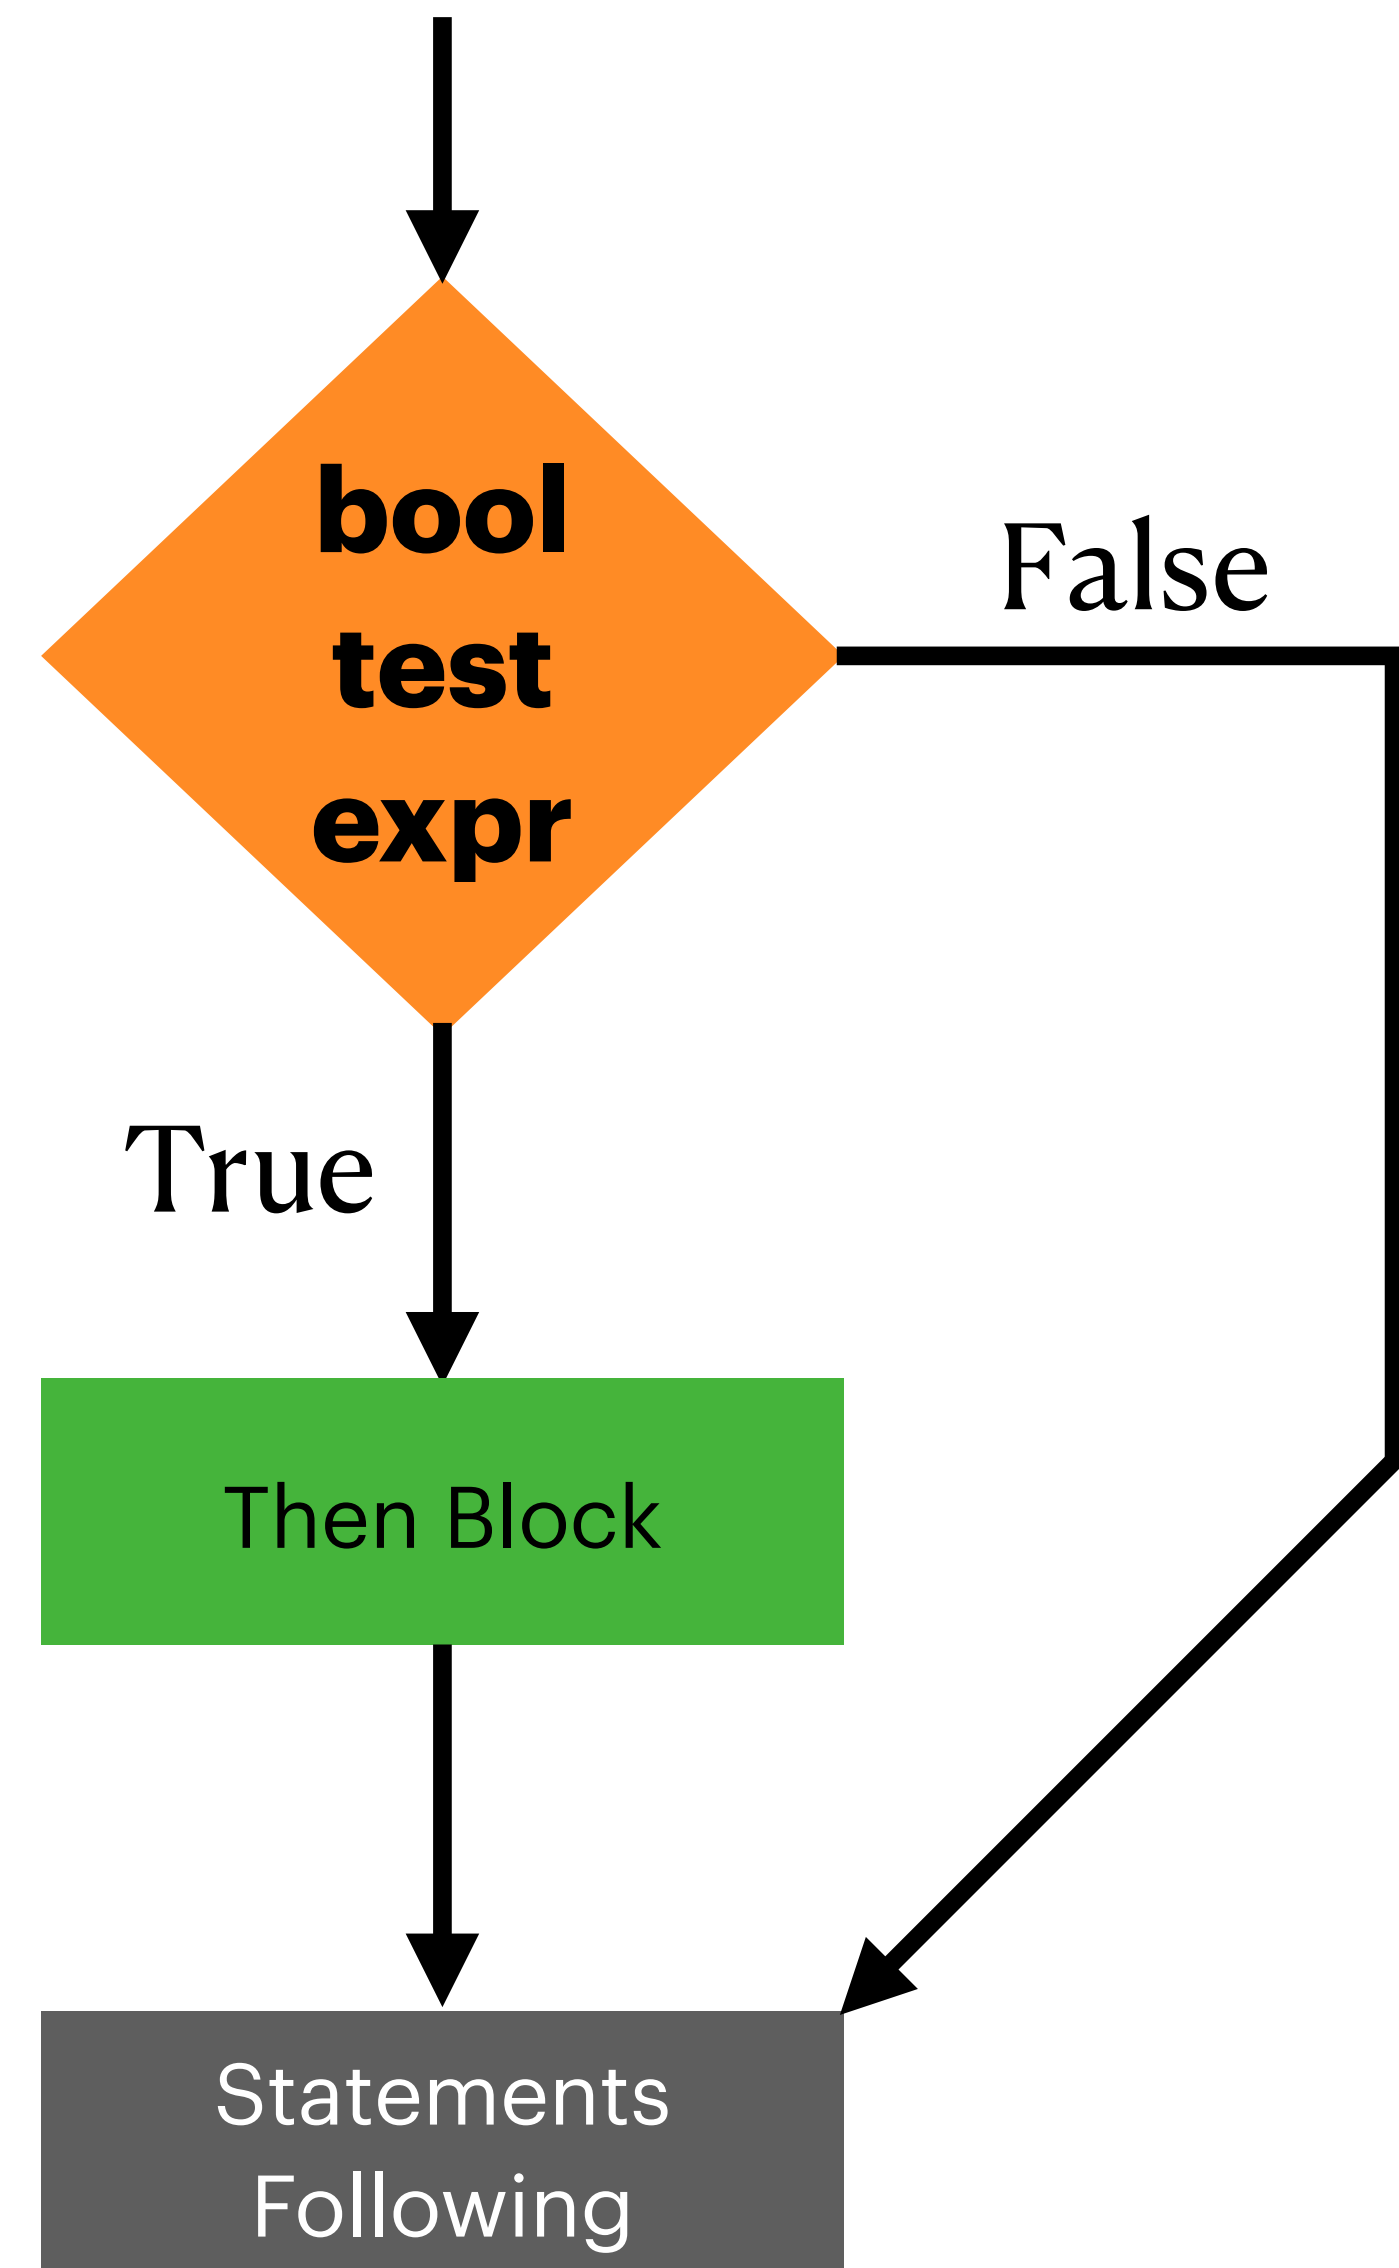 bool
test
expr
False
True
Then Block
Statements
Following